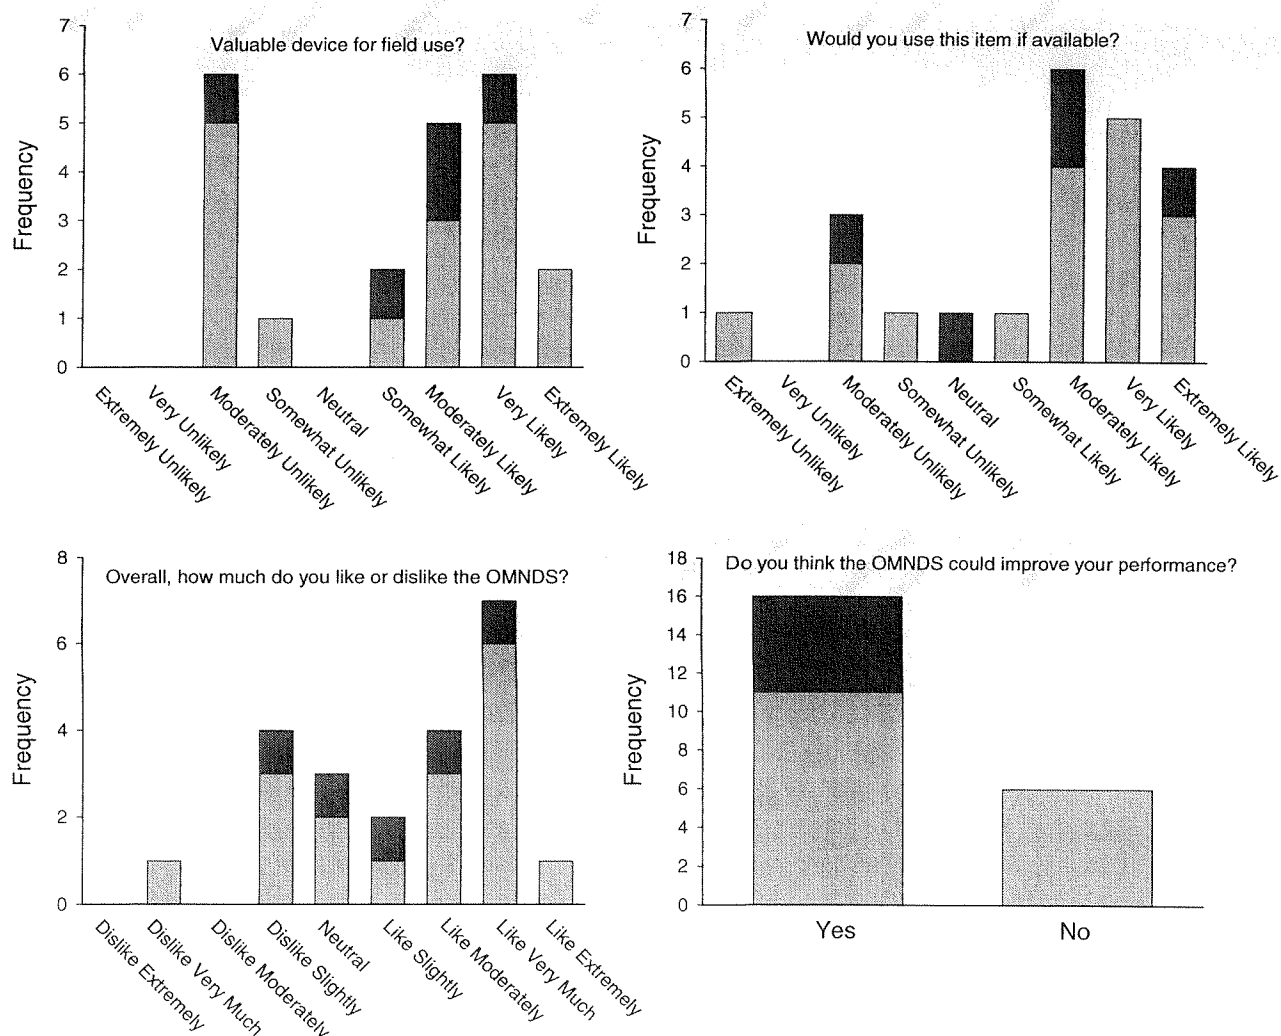 Valuable device for field use?
Frequency
7
6
5
4
3
2
1
0
Extremely Unlikely
Very Unlikely
Moderately Unlikely
Somewhat Unlikely
Neutral
Somewhat Likely
Moderately Likely
Very Likely
Extremely Likely
Would you use this item if available?
Frequency
7
6
5
4
3
2
1
0
Extremely Unlikely
Very Unlikely
Moderately Unlikely
Somewhat Unlikely
Neutral
Somewhat Likely
Moderately Likely
Very Likely
Extremely Likely
Overall, how much do you like or dislike the OMNDS?
Frequency
8
6
4
2
0
Dislike Extremely
Dislike Very Much
Dislike Moderately
Dislike Slightly
Neutral
Like Slightly
Like Moderately
Like Very Much
Like Extremely
Do you think the OMNDS could improve your performance?
Frequency
18
16
14
12
10
8
6
4
2
0
Yes
No